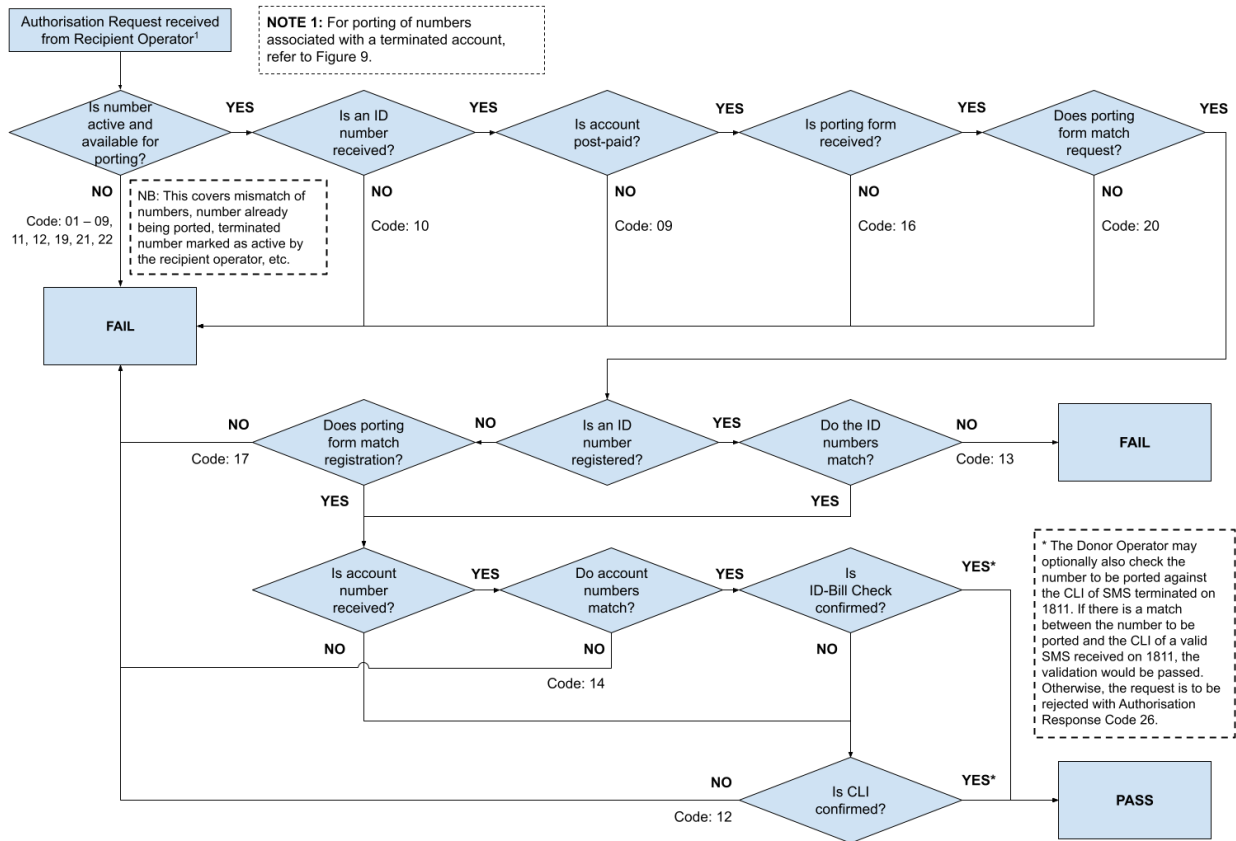 Authorisation Request received
from Recipient Operator1
NOTE 1: For porting of numbers
associated with a terminated account,
refer to Figure 9.
Is number
active and
available for
porting?
YES
Is an ID
number
received?
YES
Is account
post-paid?
YES
Is porting form
received?
YES
Does porting
form match
request?
YES
NO
Code: 01 – 09,
11, 12, 19, 21, 22
NB: This covers mismatch of
numbers, number already
being ported, terminated
number marked as active by
the recipient operator, etc.
NO
Code: 10
NO
Code: 09
NO
Code: 16
NO
Code: 20
FAIL
NO
Code: 17
Does porting
form match
registration?
NO
Is an ID
number
registered?
YES
Do the ID
numbers
match?
NO
Code: 13
FAIL
YES
YES
Is account
number
received?
YES
Do account
numbers
match?
YES
Is
ID-Bill Check
confirmed?
YES*
* The Donor Operator may
optionally also check the
number to be ported against
the CLI of SMS terminated on
1811. If there is a match
between the number to be
ported and the CLI of a valid
SMS received on 1811, the
validation would be passed.
Otherwise, the request is to be
rejected with Authorisation
Response Code 26.
NO
NO
Code: 14
NO
NO
Code: 12
Is CLI
confirmed?
YES*
PASS